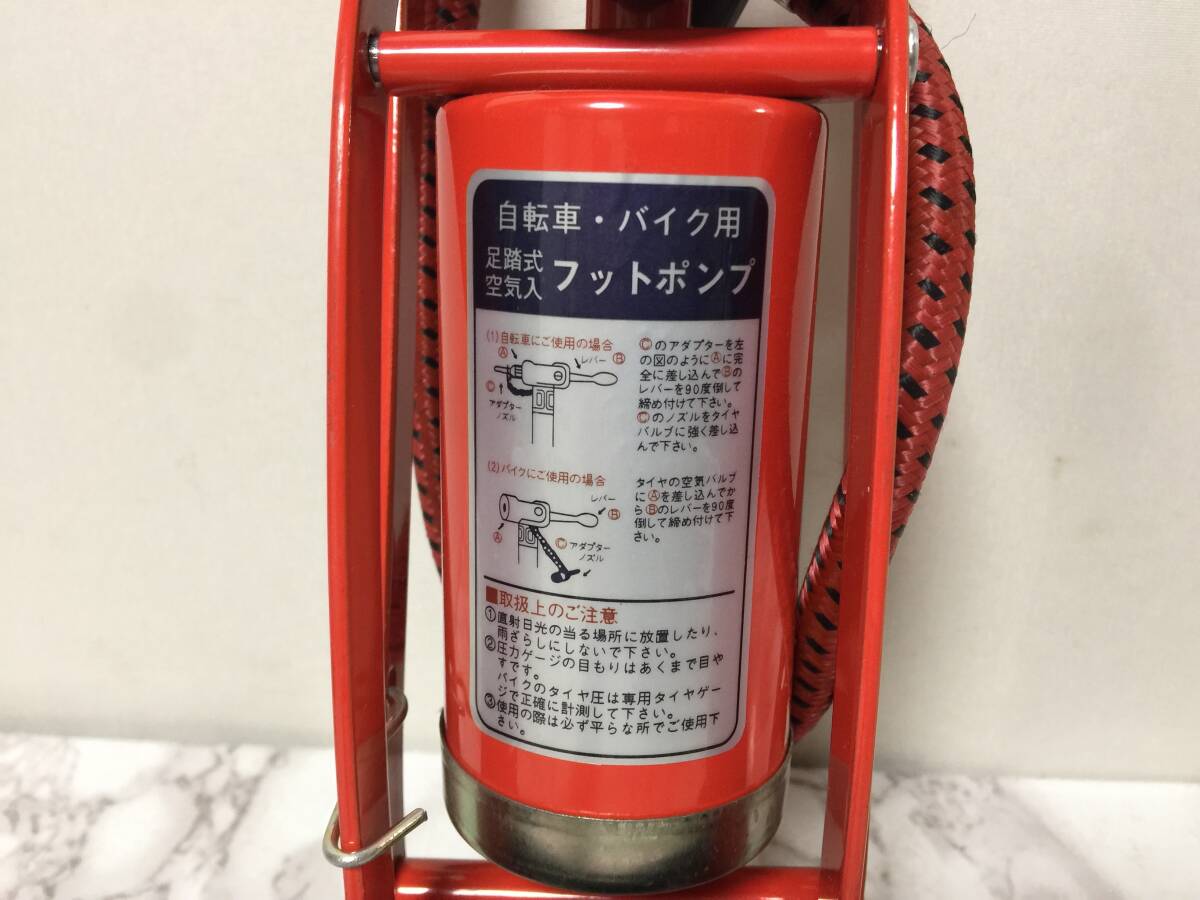 自転車・バイク用
足踏式
空気入
フットポンプ
(1)自転車にご使用の場合
Ⓐ
レバー Ⓑ
Ⓒ
アダプター
ノズル
Ⓒのアダプターを左
の図のようにⒶに完
全に差し込んでⒷの
レバーを90度倒して
締め付けて下さい。
Ⓒのノズルをタイヤ
バルブに強く差し込
んで下さい。
(2)バイクにご使用の場合
レバー
Ⓑ
Ⓐ
Ⓒ アダプター
ノズル
タイヤの空気バルブ
にⒶを差し込んでか
らⒷのレバーを90度
倒して締め付けて下
さい。
■取扱上のご注意
①直射日光の当る場所に放置したり、
雨ざらしにしないで下さい。
②圧力ゲージの目もりはあくまで目や
すです。
バイクのタイヤ圧は専用タイヤゲー
ジで正確に計測して下さい。
③使用の際は必ず平らな所でご使用下
さい。